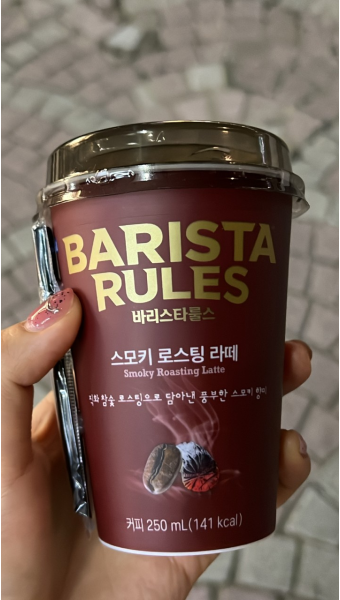 BARISTA
RULES
바리스타룰스
스모키 로스팅 라떼
Smoky Roasting Latte
직화 참숯 로스팅으로 담아낸 풍부한 스모키 향미
커피 250 mL(141 kcal)